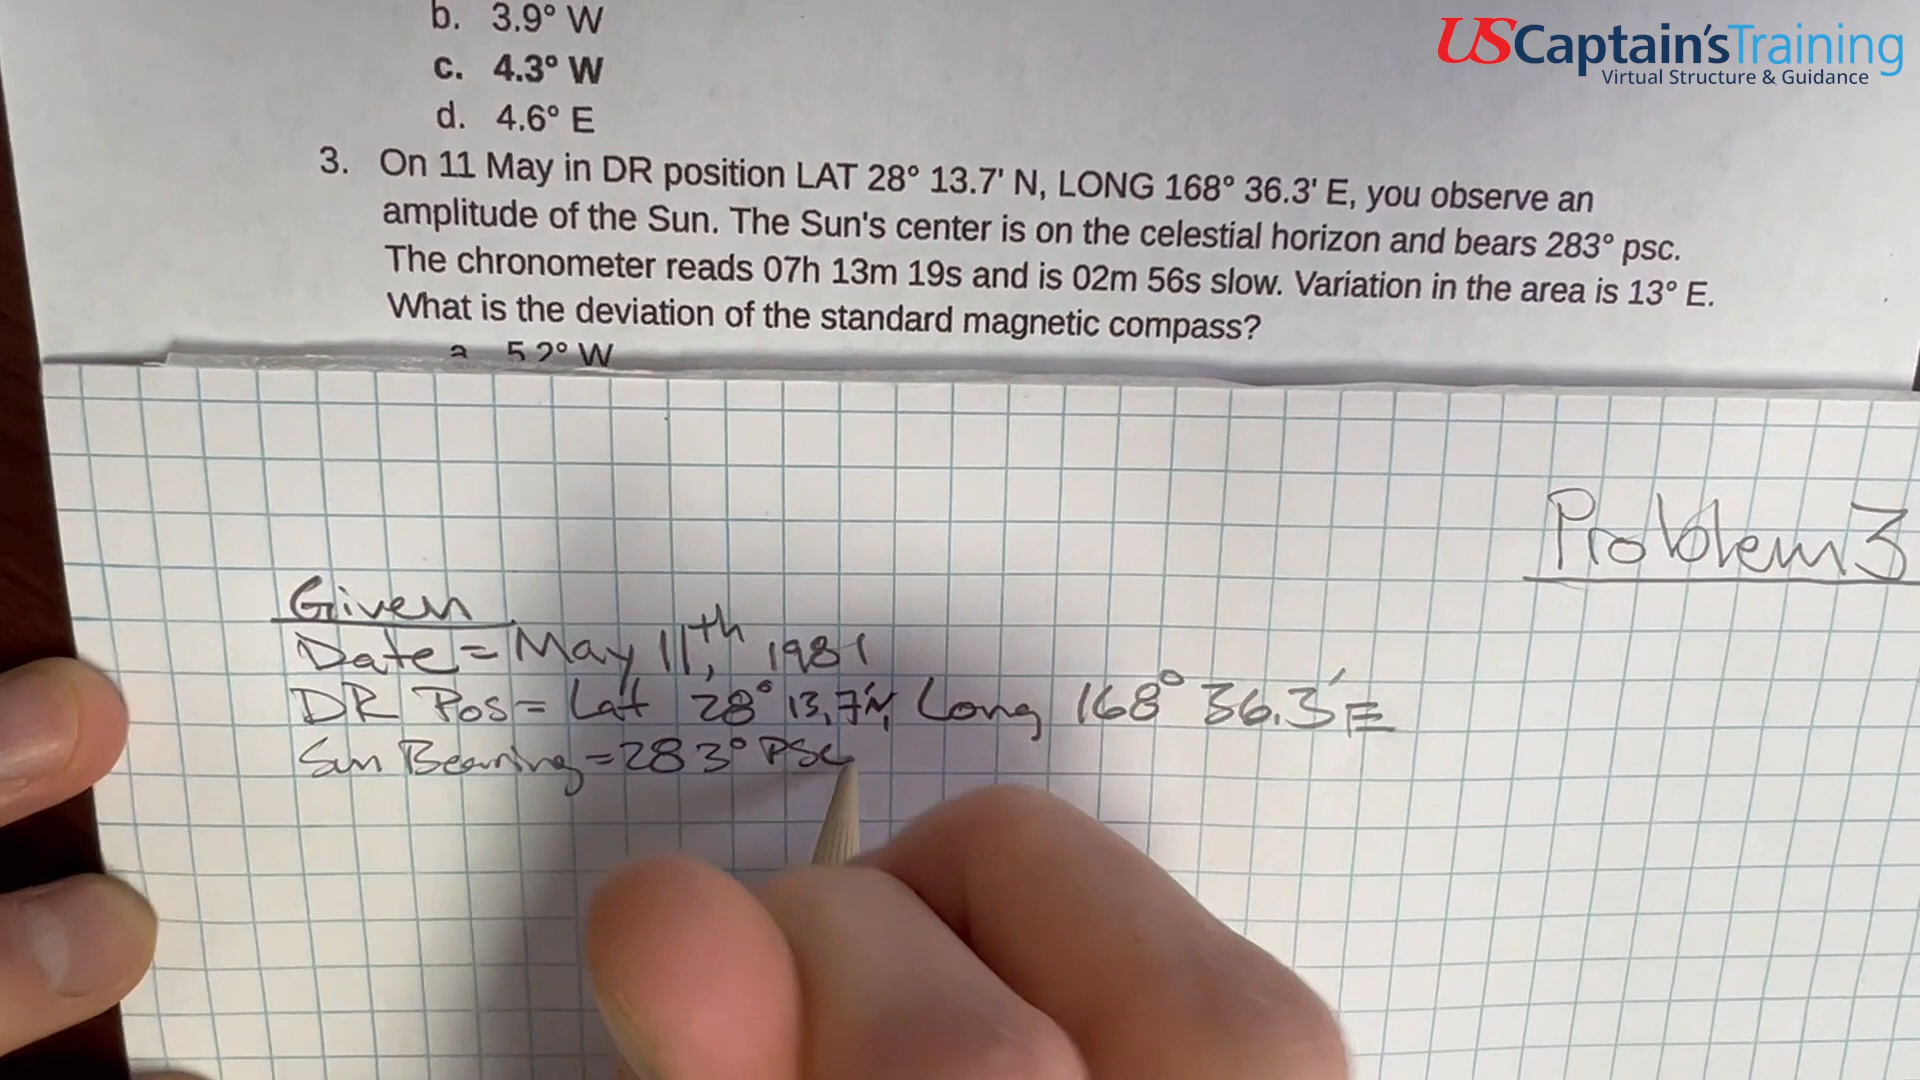 USCaptain'sTraining
Virtual Structure & Guidance
b. 3.9° W
c. 4.3° W
d. 4.6° E
3. On 11 May in DR position LAT 28° 13.7' N, LONG 168° 36.3' E, you observe an
amplitude of the Sun. The Sun's center is on the celestial horizon and bears 283° psc.
The chronometer reads 07h 13m 19s and is 02m 56s slow. Variation in the area is 13° E.
What is the deviation of the standard magnetic compass?
a 5.2° W
Problem 3
Given
Date = May 11th, 1981
DR Pos = Lat 28° 13.7'N, Long 168° 36.3' E
Sun Bearing = 283° PSC